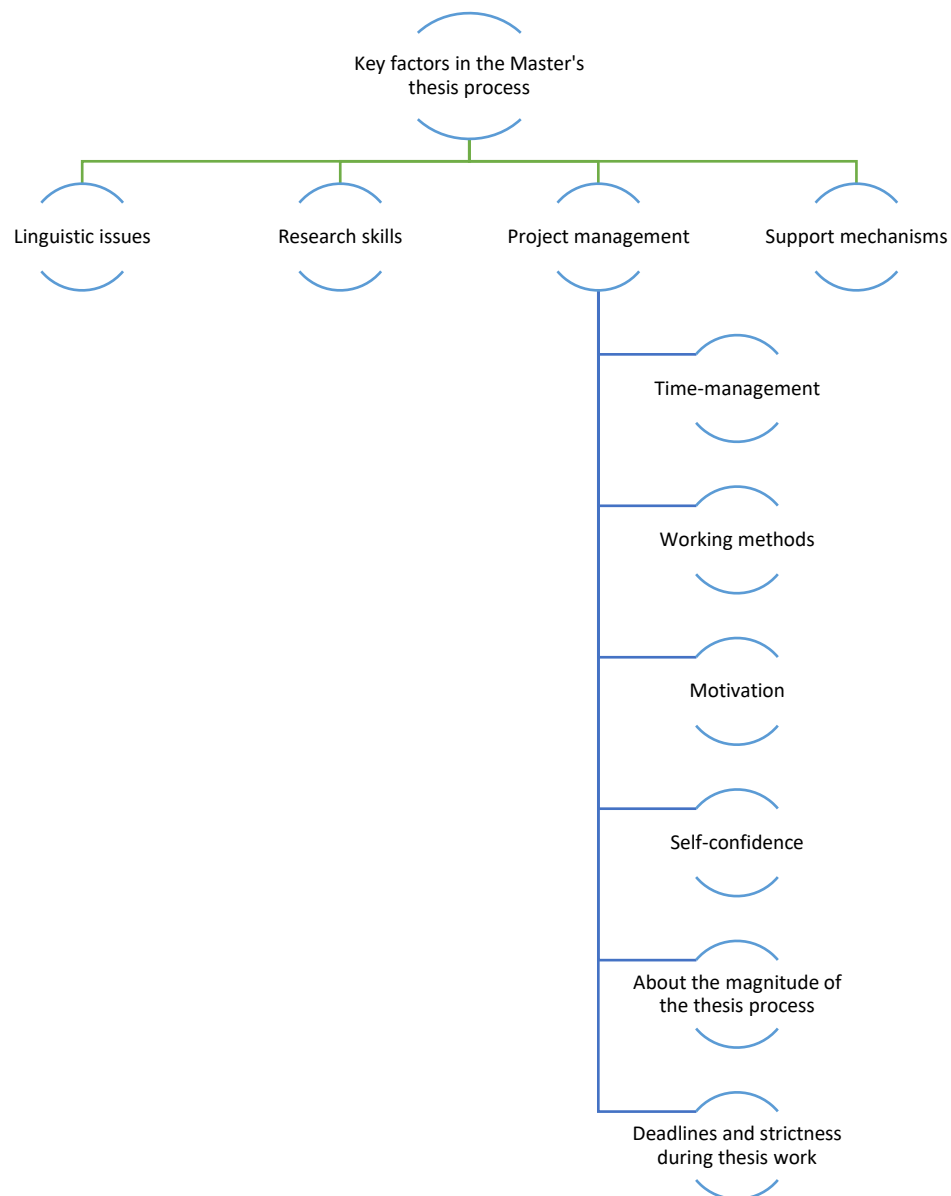 Key factors in the Master's
thesis process
Linguistic issues
Research skills
Project management
Support mechanisms
Time-management
Working methods
Motivation
Self-confidence
About the magnitude of
the thesis process
Deadlines and strictness
during thesis work